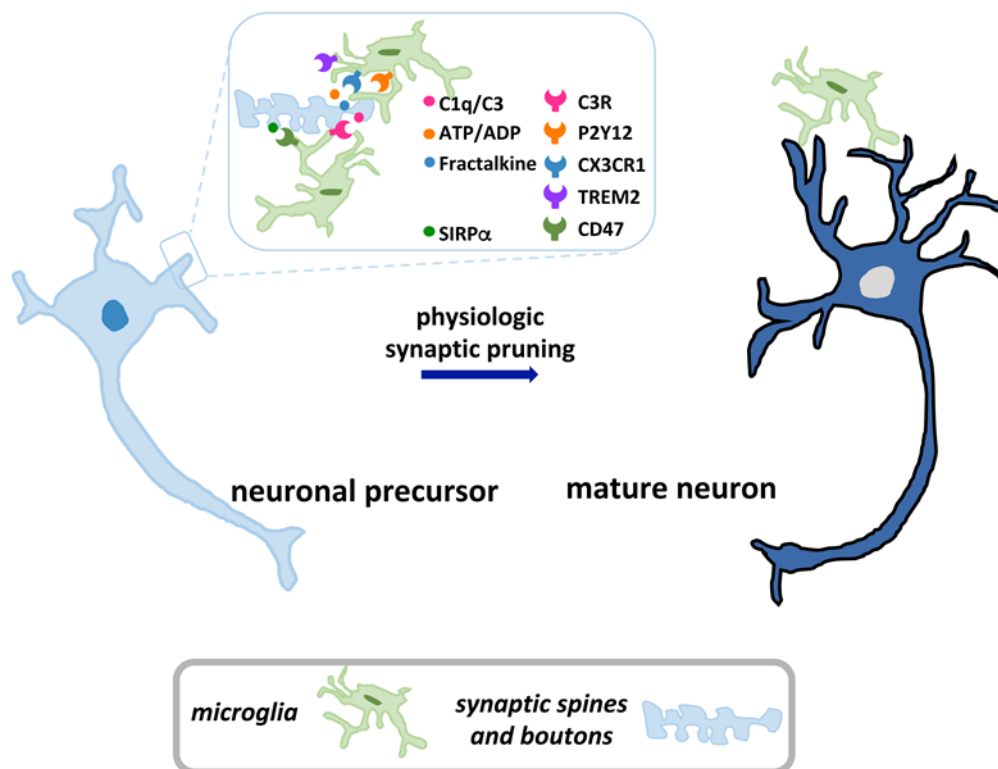 C1q/C3
ATP/ADP
Fractalkine
SIRPα
C3R
P2Y12
CX3CR1
TREM2
CD47
physiologic
synaptic pruning
neuronal precursor
mature neuron
microglia
synaptic spines
and boutons